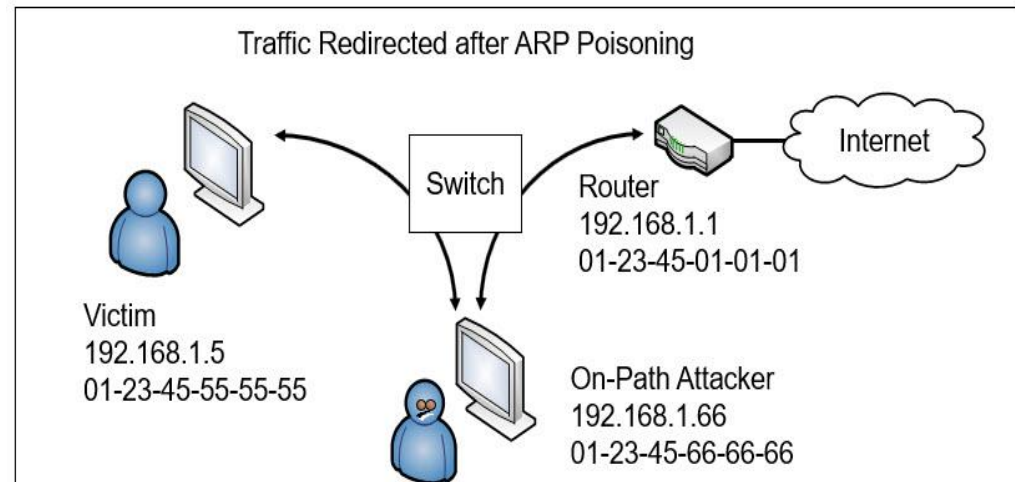 Traffic Redirected after ARP Poisoning
Switch
Internet
Router
192.168.1.1
01-23-45-01-01-01
Victim
192.168.1.5
01-23-45-55-55-55
On-Path Attacker
192.168.1.66
01-23-45-66-66-66